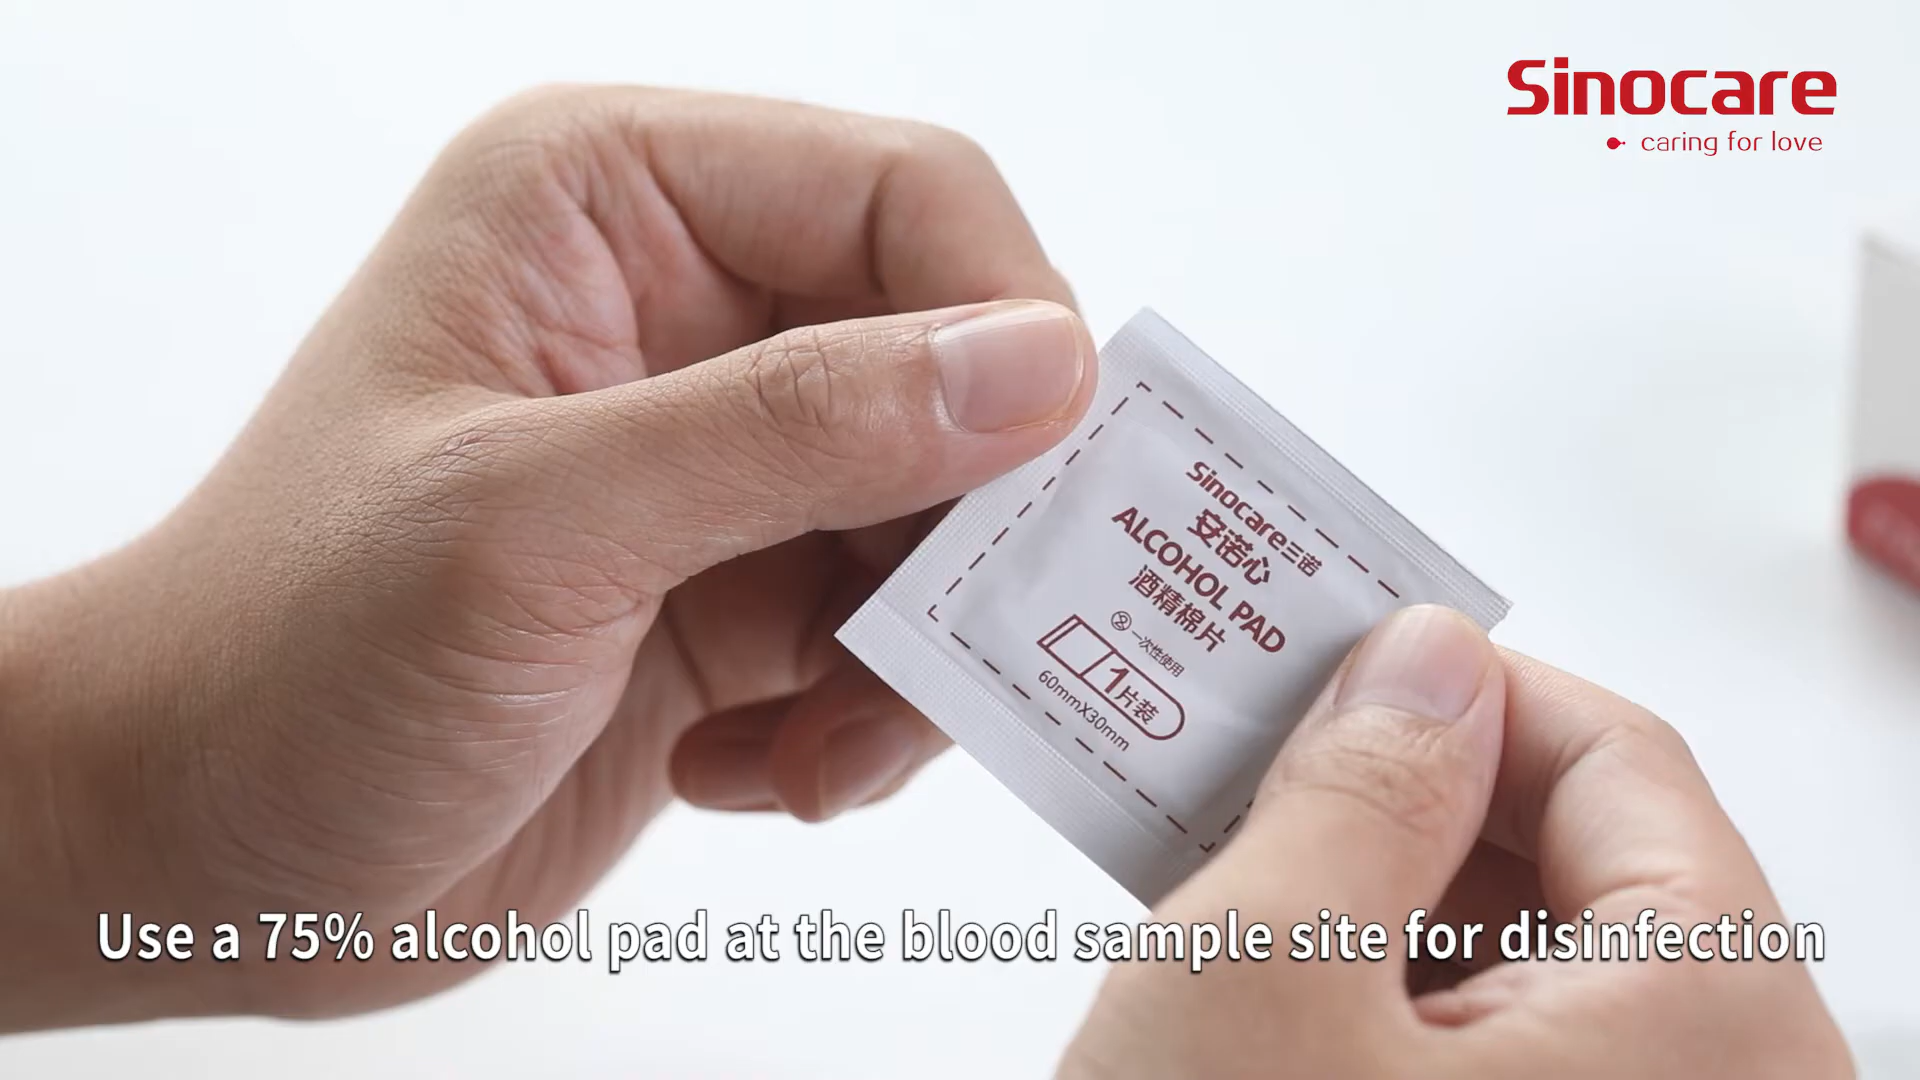 Sinocare
caring for love
Sinocare三诺
安诺心
ALCOHOL PAD
酒精棉片
一次性使用
1片装
60mmX30mm
Use a 75% alcohol pad at the blood sample site for disinfection